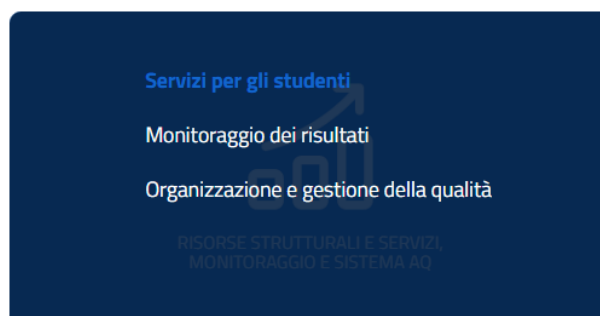 Servizi per gli studenti
Monitoraggio dei risultati
Organizzazione e gestione della qualità
RISORSE STRUTTURALI E SERVIZI,
MONITORAGGIO E SISTEMA AQ